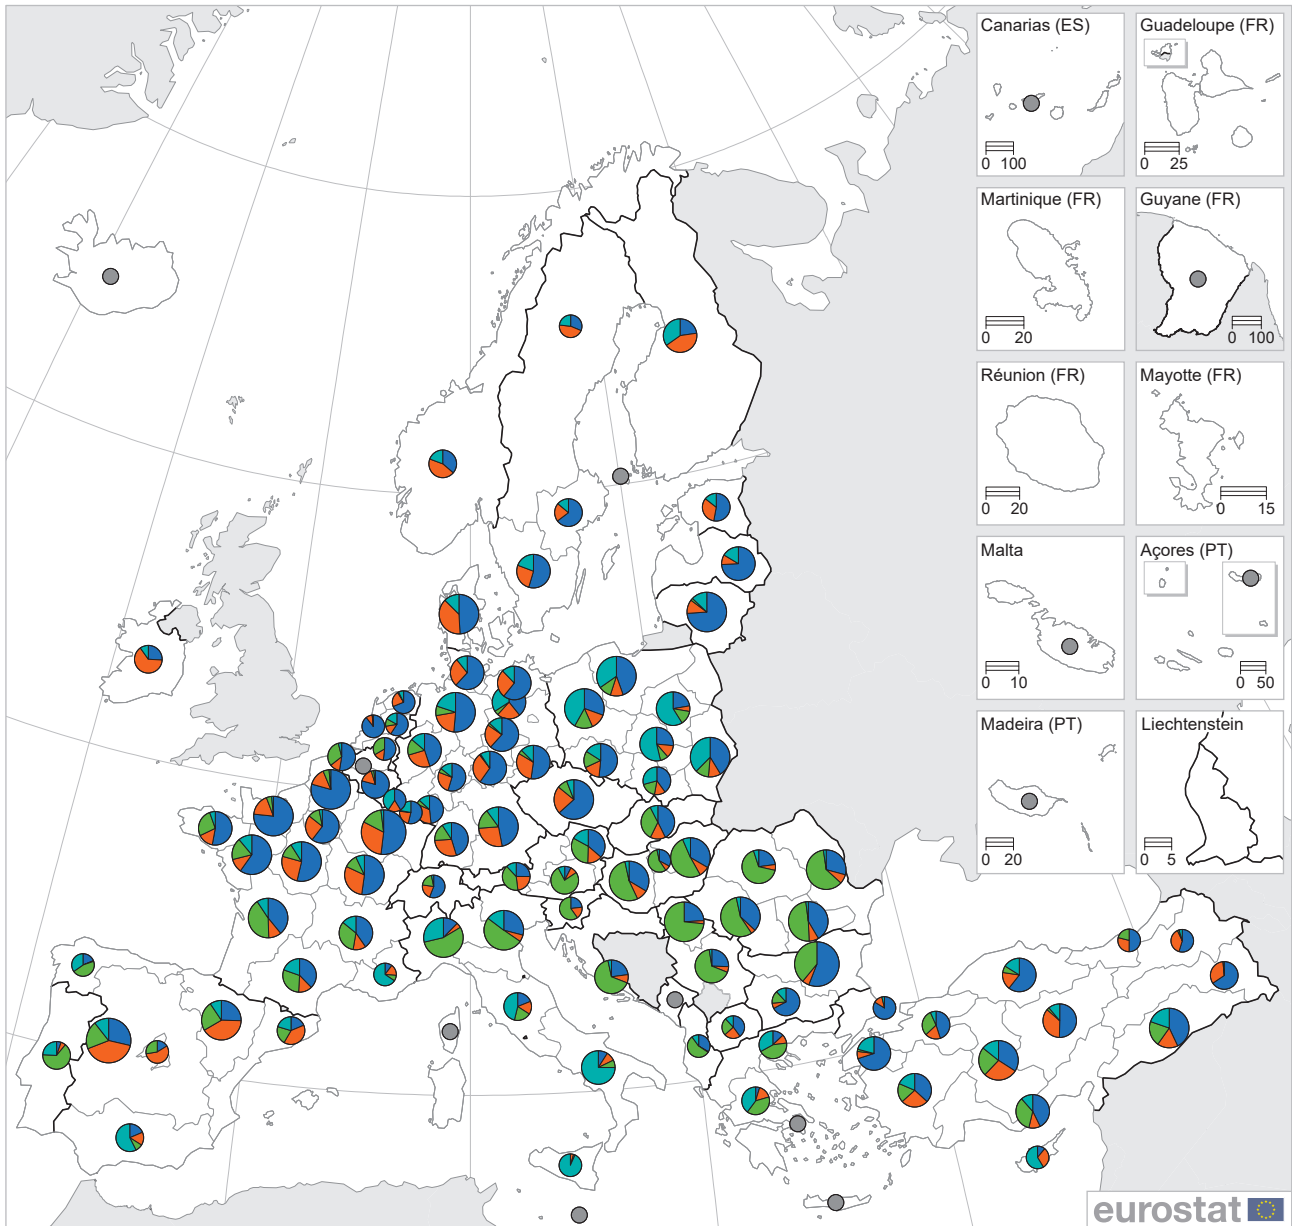 Canarias (ES)
0 100
Guadeloupe (FR)
0 25
Martinique (FR)
0 20
Guyane (FR)
0 100
Réunion (FR)
0 20
Mayotte (FR)
0 15
Malta
0 10
Açores (PT)
0 50
Madeira (PT)
0 20
Liechtenstein
0 5
eurostat